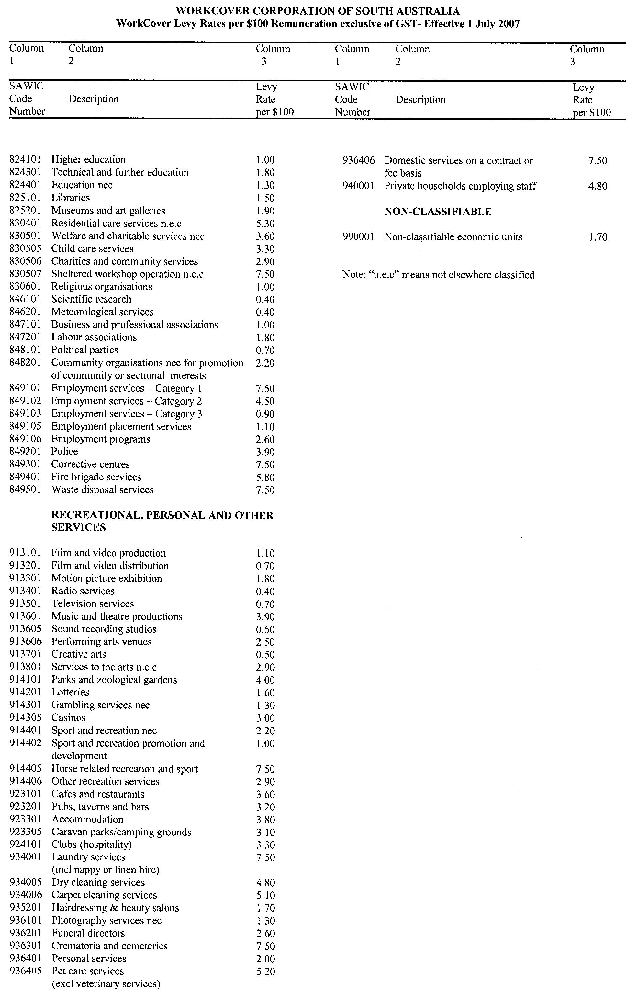 WORKCOVER CORPORATION OF SOUTH AUSTRALIA
WorkCover Levy Rates per $100 Remuneration exclusive of GST- Effective 1 July 2007
Column Column Column Column Column Column
1 2 3 1 2 3
SAWIC Levy SAWIC Levy
Code Description Rate Code Description Rate
Number per $100 Number per $100
824101 Higher education 1.00
824301 Technical and further education 1.80
824401 Education nec 1.30
825101 Libraries 1.50
825201 Museums and art galleries 1.90
830401 Residential care services n.e.c 5.30
830501 Welfare and charitable services nec 3.60
830505 Child care services 3.30
830506 Charities and community services 2.90
830507 Sheltered workshop operation n.e.c 7.50
830601 Religious organisations 1.00
846101 Scientific research 0.40
846201 Meteorological services 0.40
847101 Business and professional associations 1.00
847201 Labour associations 1.80
848101 Political parties 0.70
848201 Community organisations nec for promotion 2.20
of community or sectional interests
849101 Employment services – Category 1 7.50
849102 Employment services – Category 2 4.50
849103 Employment services – Category 3 0.90
849105 Employment placement services 1.10
849106 Employment programs 2.60
849201 Police 3.90
849301 Corrective centres 7.50
849401 Fire brigade services 5.80
849501 Waste disposal services 7.50
RECREATIONAL, PERSONAL AND OTHER
SERVICES
913101 Film and video production 1.10
913201 Film and video distribution 0.70
913301 Motion picture exhibition 1.80
913401 Radio services 0.40
913501 Television services 0.70
913601 Music and theatre productions 3.90
913605 Sound recording studios 0.50
913606 Performing arts venues 2.50
913701 Creative arts 0.50
913801 Services to the arts n.e.c 2.90
914101 Parks and zoological gardens 4.00
914201 Lotteries 1.60
914301 Gambling services nec 1.30
914305 Casinos 3.00
914401 Sport and recreation nec 2.20
914402 Sport and recreation promotion and 1.00
development
914405 Horse related recreation and sport 7.50
914406 Other recreation services 2.90
923101 Cafes and restaurants 3.60
923201 Pubs, taverns and bars 3.20
923301 Accommodation 3.80
923305 Caravan parks/camping grounds 3.10
924101 Clubs (hospitality) 3.30
934001 Laundry services 7.50
(incl nappy or linen hire)
934005 Dry cleaning services 4.80
934006 Carpet cleaning services 5.10
935201 Hairdressing & beauty salons 1.70
936101 Photography services nec 1.30
936201 Funeral directors 2.60
936301 Crematoria and cemeteries 7.50
936401 Personal services 2.00
936405 Pet care services 5.20
(excl veterinary services)
936406 Domestic services on a contract or 7.50
fee basis
940001 Private households employing staff 4.80
NON-CLASSIFIABLE
990001 Non-classifiable economic units 1.70
Note: “n.e.c” means not elsewhere classified